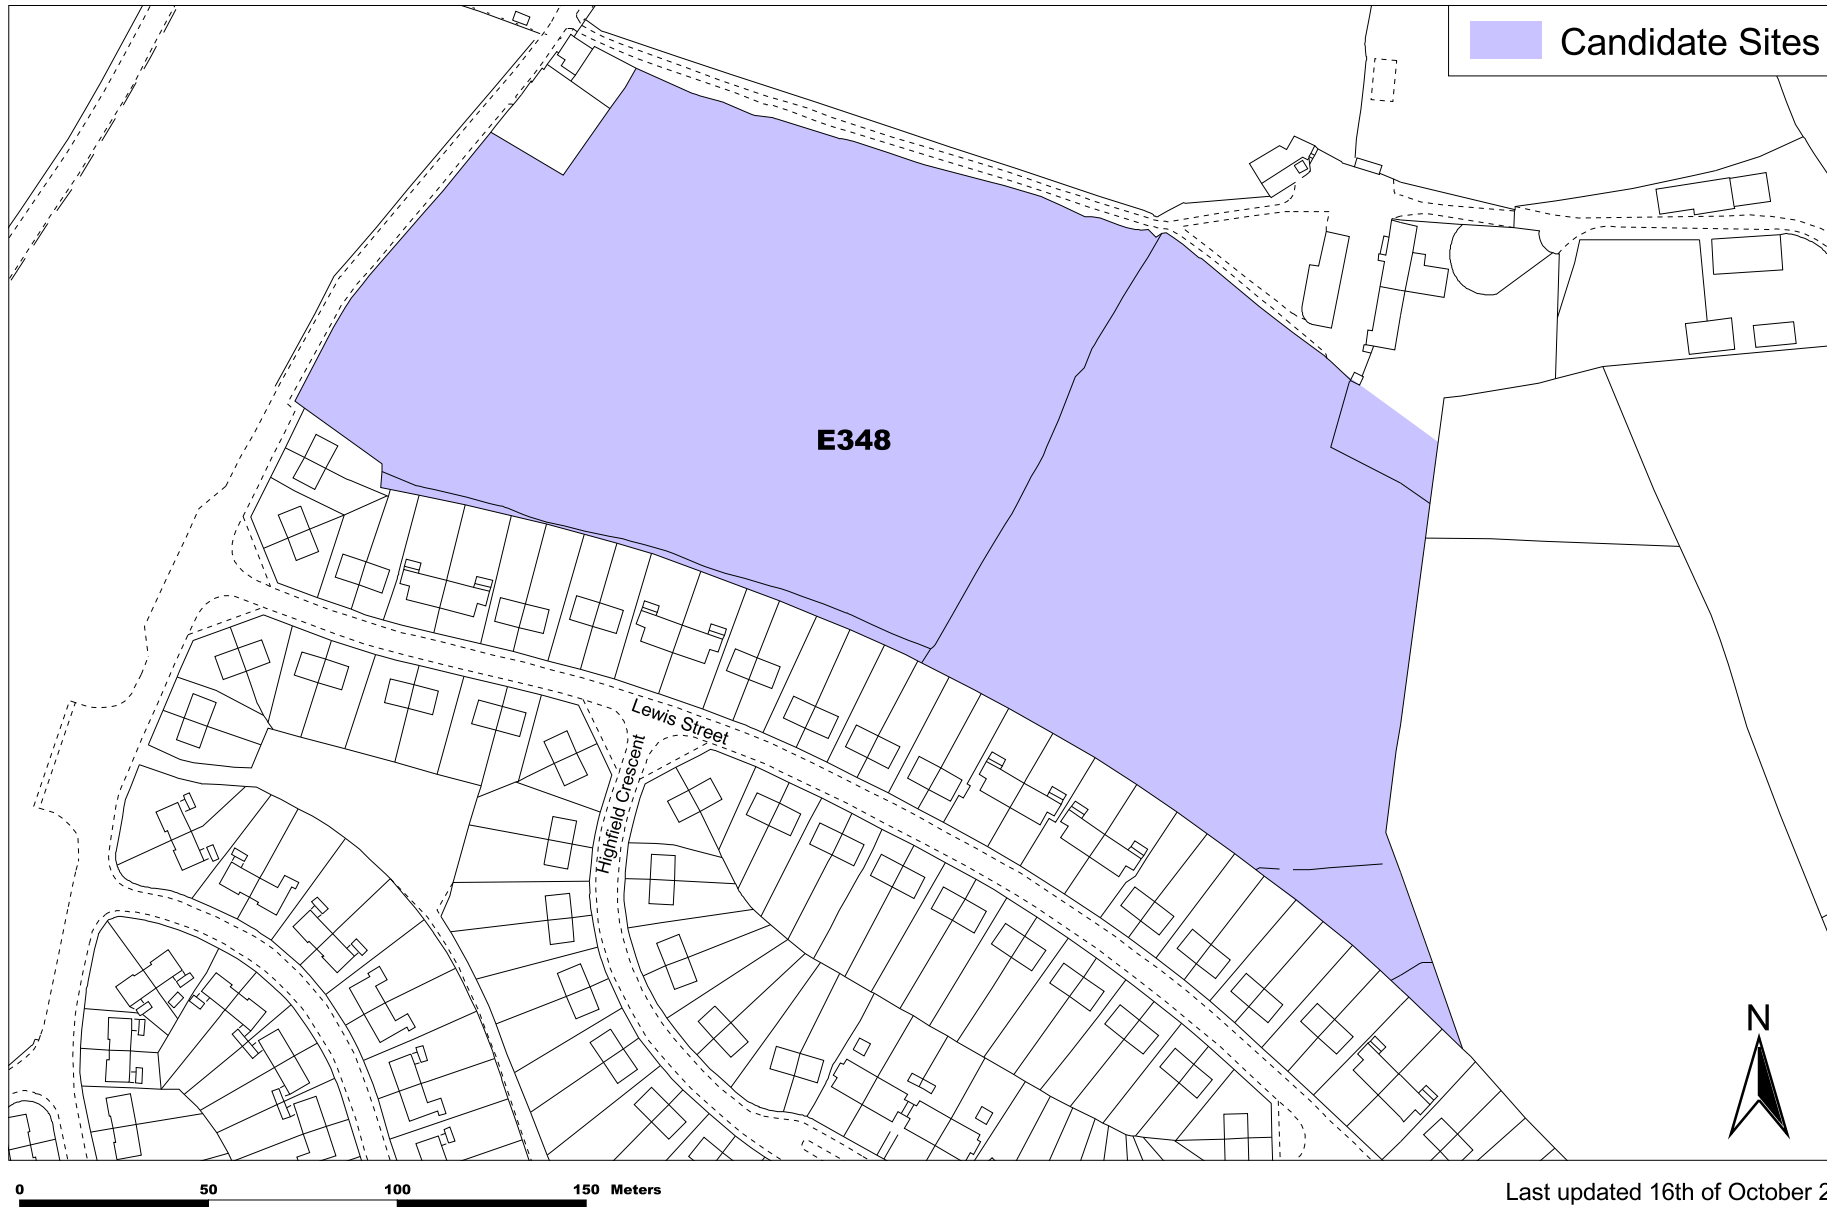 Candidate Sites
E348
Lewis Street
Highfield Crescent
N
0 50 100 150 Meters
Last updated 16th of October 2